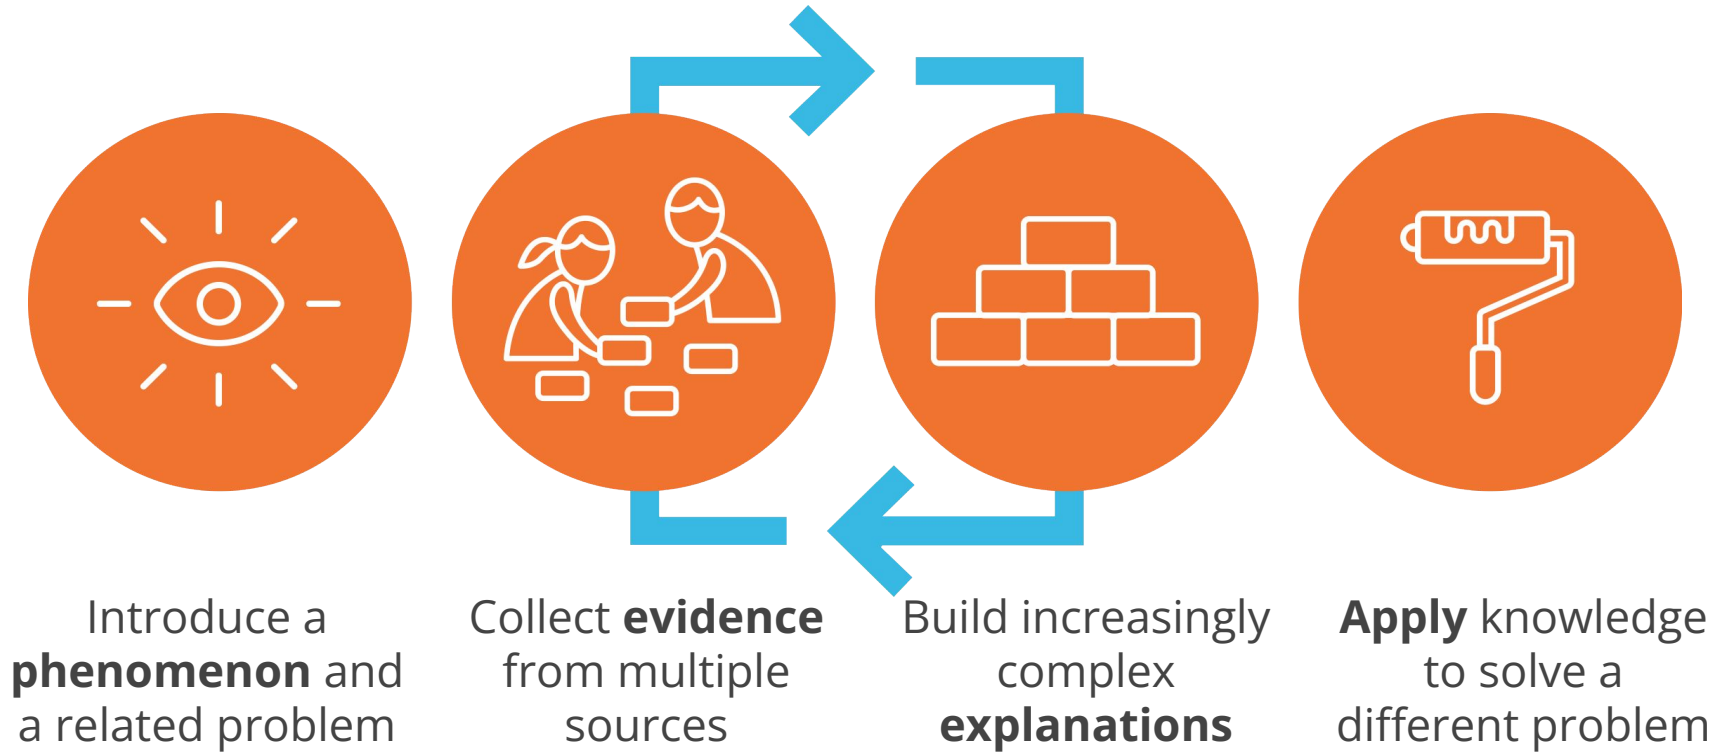 Introduce a
phenomenon and
a related problem
Collect evidence
from multiple
sources
Build increasingly
complex
explanations
Apply knowledge
to solve a
different problem